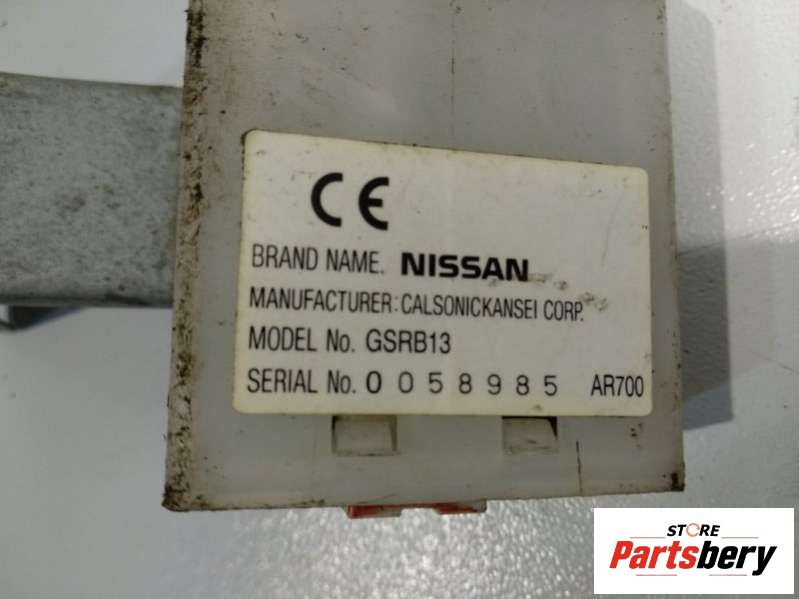 CE
BRAND NAME. NISSAN
MANUFACTURER: CALSONICKANSEI CORP.
MODEL No. GSRB13
SERIAL No. 0058985 AR700
STORE
Partsbery